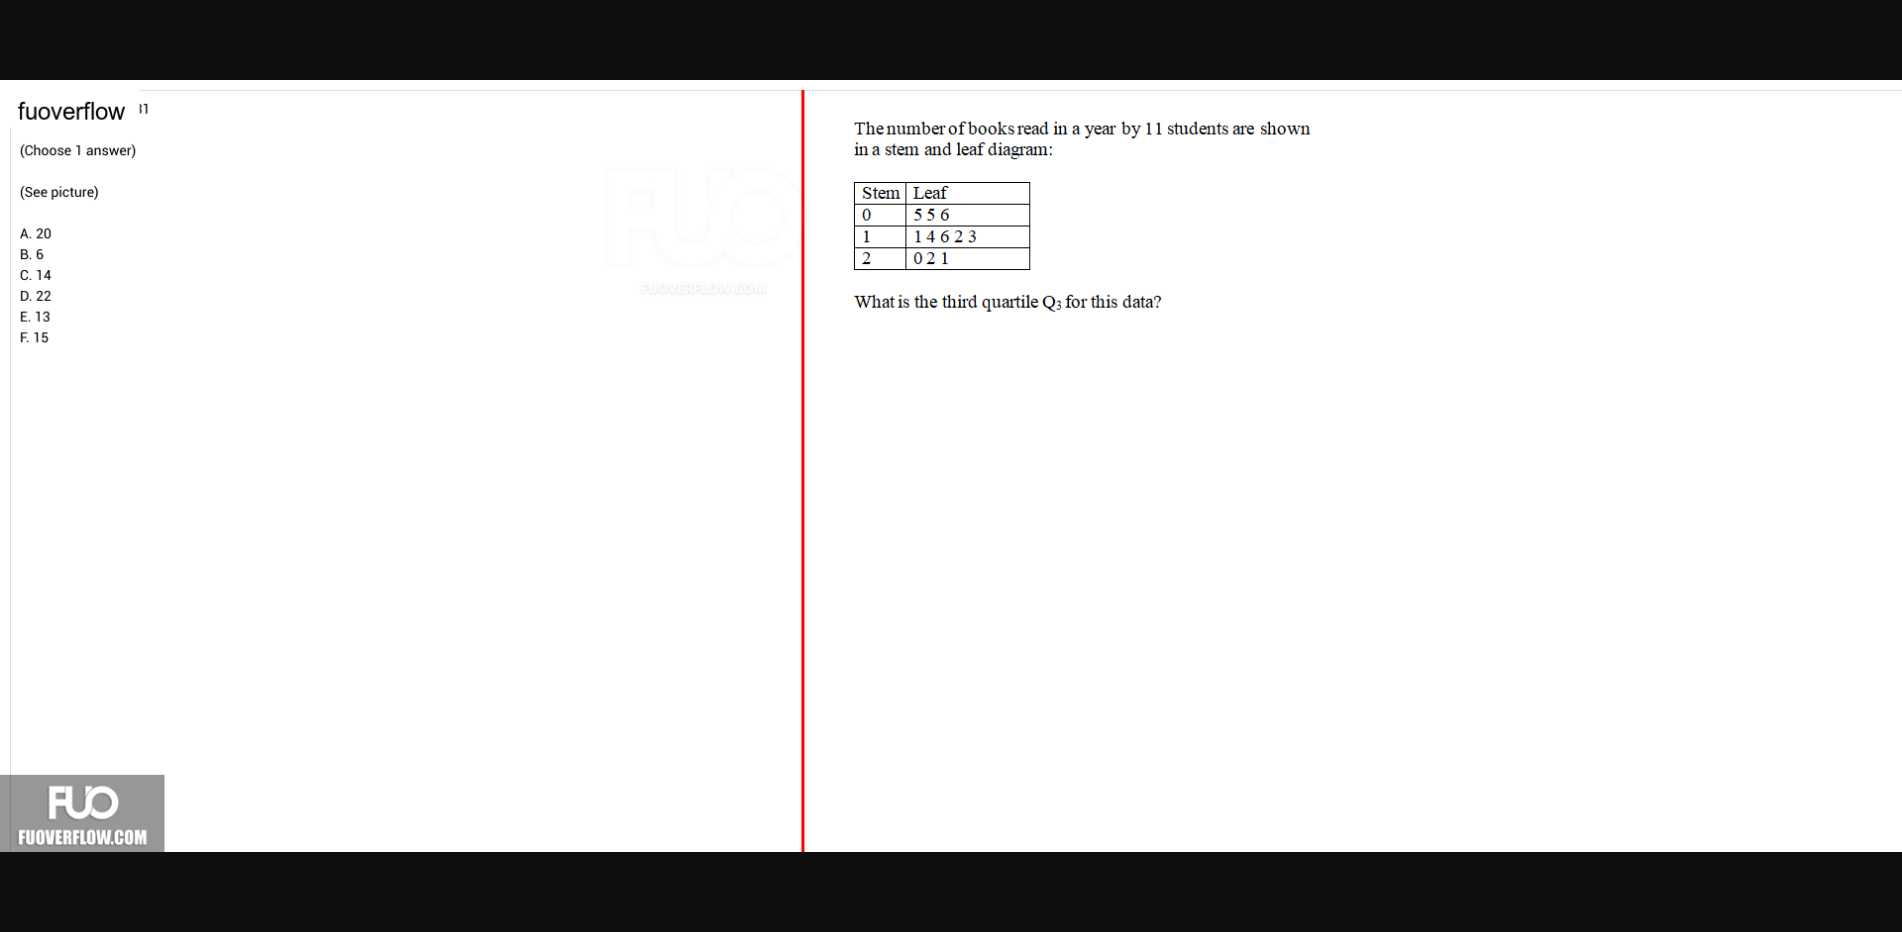 fuoverflow
(Choose 1 answer)
(See picture)
A. 20
B. 6
C. 14
D. 22
E. 13
F. 15
FUO
FUOVERFLOW.COM
The number of books read in a year by 11 students are shown
in a stem and leaf diagram:
Stem Leaf
0 5 5 6
1 1 4 6 2 3
2 0 2 1
What is the third quartile Q₃ for this data?
FUO
FUOVERFLOW.COM